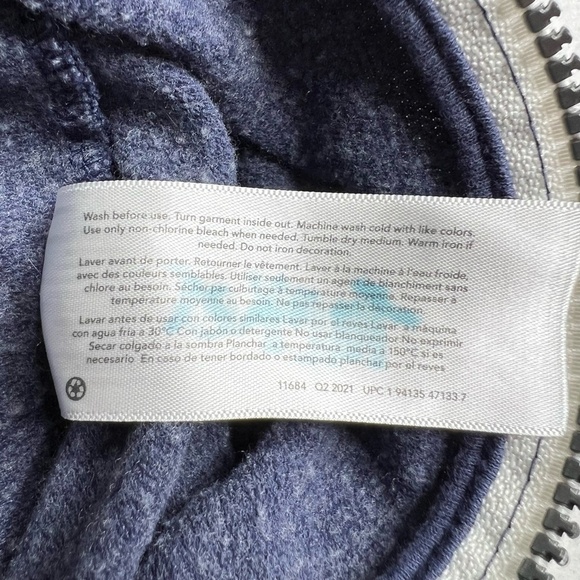 Wash before use. Turn garment inside out. Machine wash cold with like colors.
Use only non-chlorine bleach when needed. Tumble dry medium. Warm iron if
needed. Do not iron decoration.
Laver avant de porter. Retourner le vêtement. Laver à la machine à l'eau froide,
avec des couleurs semblables. Utiliser seulement un agent de blanchiment sans
chlore au besoin. Sécher par culbutage à température moyenne. Repasser à
température moyenne au besoin. Ne pas repasser la décoration.
Lavar antes de usar con colores similares Lavar por el reves Lavar a máquina
con agua fria a 30°C Con jabón o detergente No usar blanqueador No exprimir
Secar colgado a la sombra Planchar a temperatura media a 150°C si es
necesario En caso de tener bordado o estampado planchar por el reves
11684 Q2 2021 UPC 1 94135 47133 7